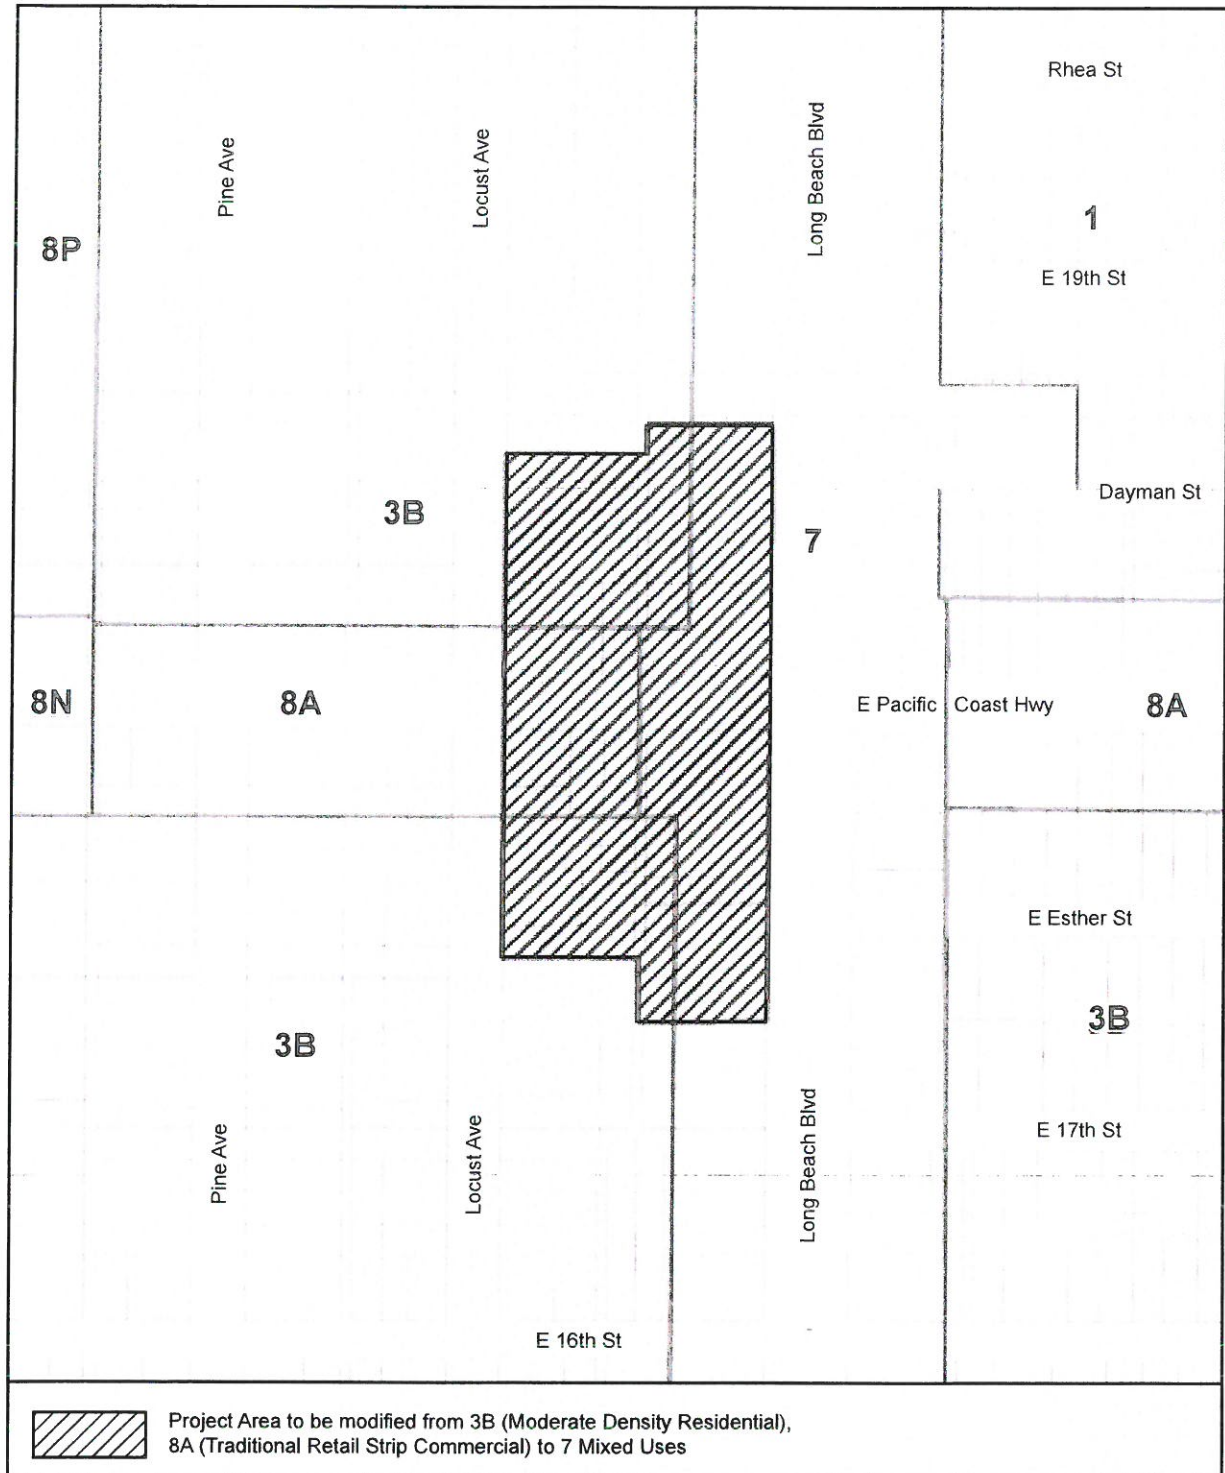 Rhea St
Pine Ave
Locust Ave
Long Beach Blvd
1
8P
E 19th St
Dayman St
3B
7
8N
8A
E Pacific Coast Hwy
8A
E Esther St
3B
3B
E 17th St
Pine Ave
Locust Ave
Long Beach Blvd
E 16th St
Project Area to be modified from 3B (Moderate Density Residential),
8A (Traditional Retail Strip Commercial) to 7 Mixed Uses